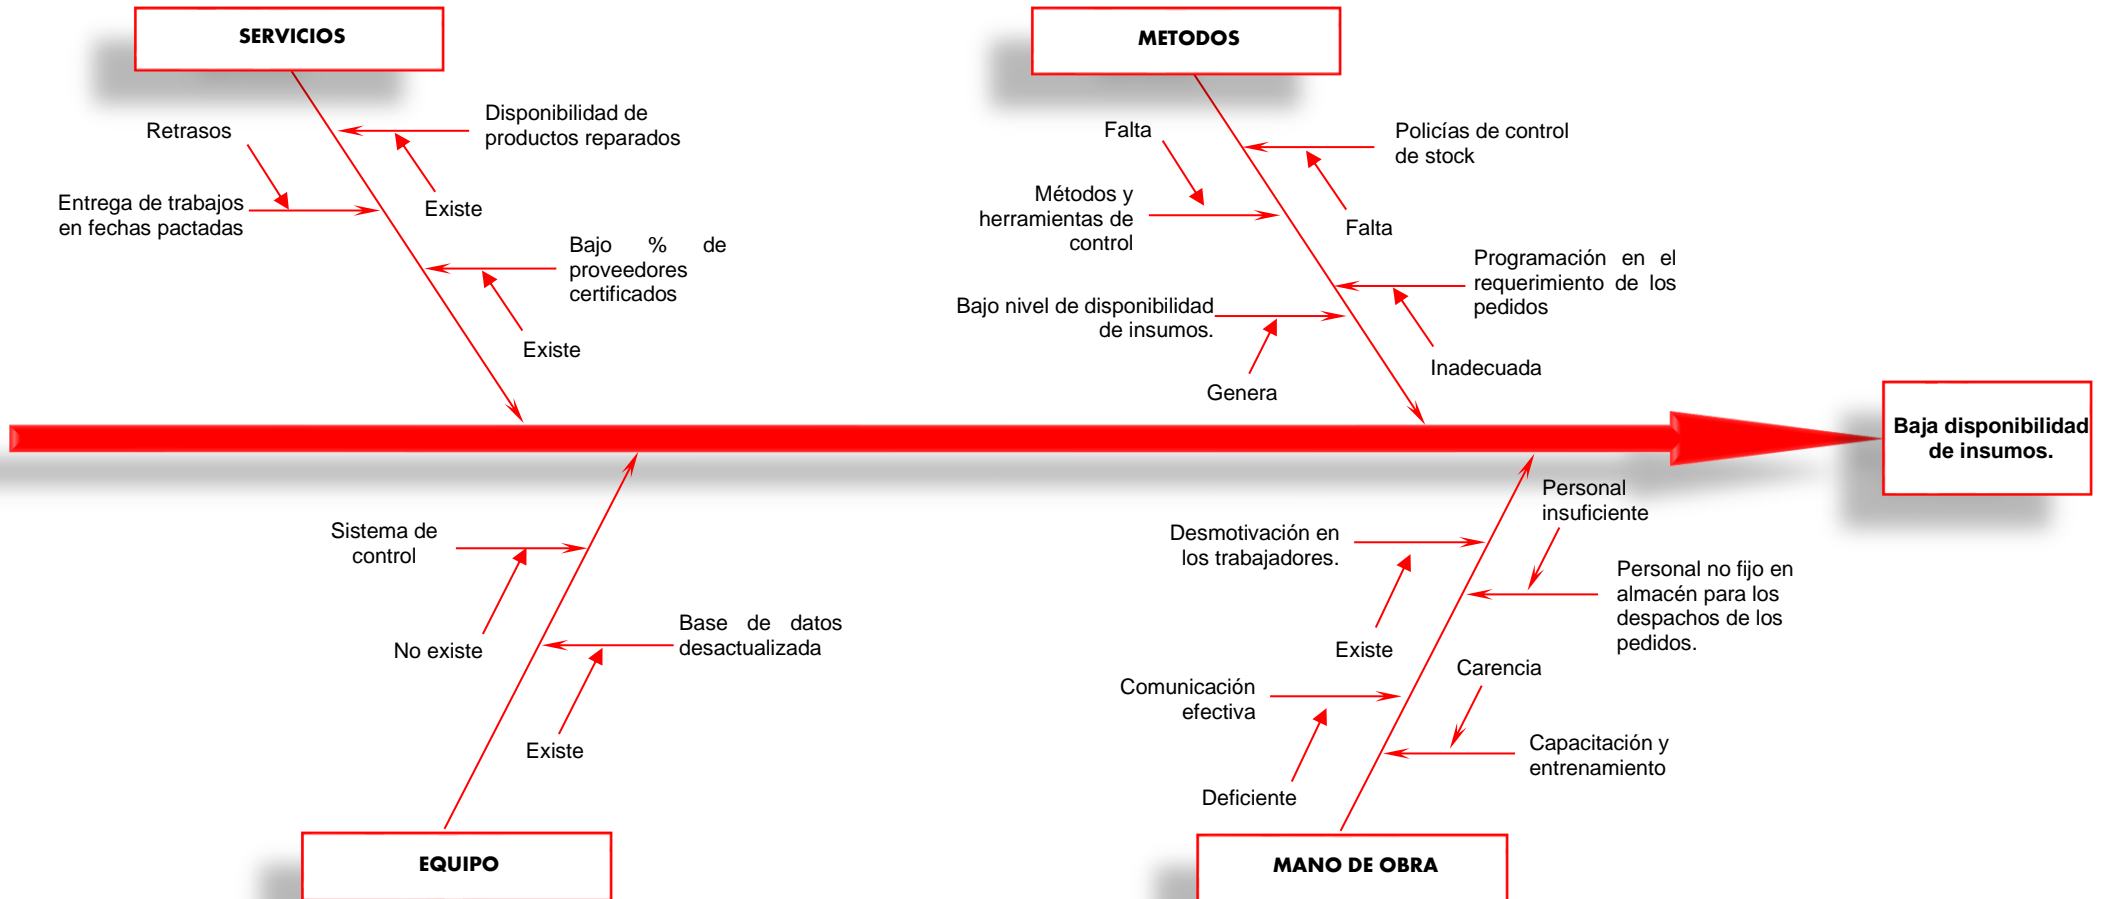 SERVICIOS
METODOS
Retrasos
Disponibilidad de
productos reparados
Entrega de trabajos
en fechas pactadas
Existe
Bajo % de
proveedores
certificados
Existe
Falta
Policías de control
de stock
Métodos y
herramientas de
control
Falta
Programación en el
requerimiento de los
pedidos
Bajo nivel de disponibilidad
de insumos.
Inadecuada
Genera
Baja disponibilidad
de insumos.
Sistema de
control
No existe
Base de datos
desactualizada
Existe
Personal
insuficiente
Desmotivación en
los trabajadores.
Personal no fijo en
almacén para los
despachos de los
pedidos.
Existe
Carencia
Comunicación
efectiva
Capacitación y
entrenamiento
Deficiente
EQUIPO
MANO DE OBRA